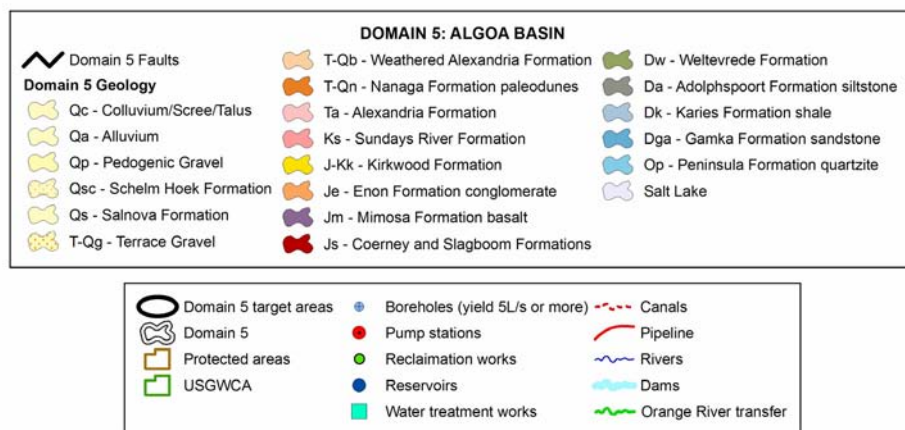 DOMAIN 5: ALGOA BASIN
Domain 5 Faults
Domain 5 Geology
Qc - Colluvium/Scree/Talus
Qa - Alluvium
Qp - Pedogenic Gravel
Qsc - Schelm Hoek Formation
Qs - Salnova Formation
T-Qg - Terrace Gravel
T-Qb - Weathered Alexandria Formation
T-Qn - Nanaga Formation paleodunes
Ta - Alexandria Formation
Ks - Sundays River Formation
J-Kk - Kirkwood Formation
Je - Enon Formation conglomerate
Jm - Mimosa Formation basalt
Js - Coerney and Slagboom Formations
Dw - Weltevrede Formation
Da - Adolphspoort Formation siltstone
Dk - Karies Formation shale
Dga - Gamka Formation sandstone
Op - Peninsula Formation quartzite
Salt Lake
Domain 5 target areas
Domain 5
Protected areas
USGWCA
Boreholes (yield 5L/s or more)
Pump stations
Reclaimation works
Reservoirs
Water treatment works
Canals
Pipeline
Rivers
Dams
Orange River transfer